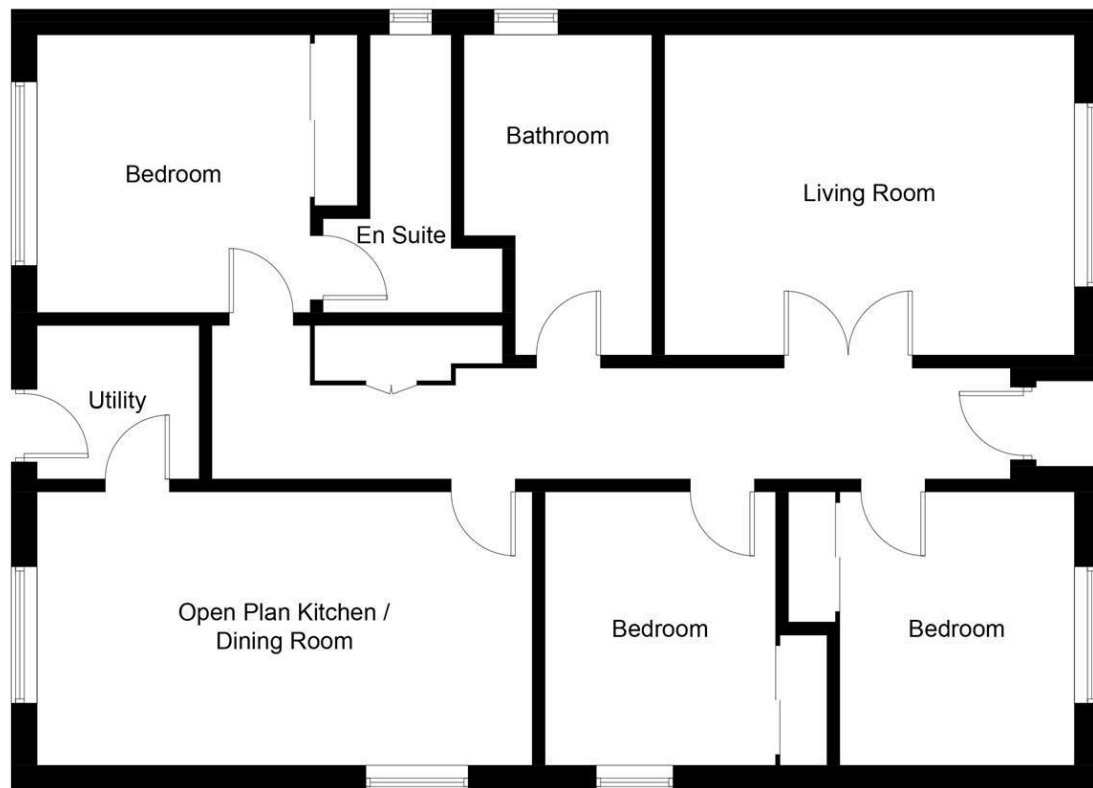 Bathroom
Bedroom
Living Room
En Suite
Utility
Open Plan Kitchen /
Dining Room
Bedroom
Bedroom